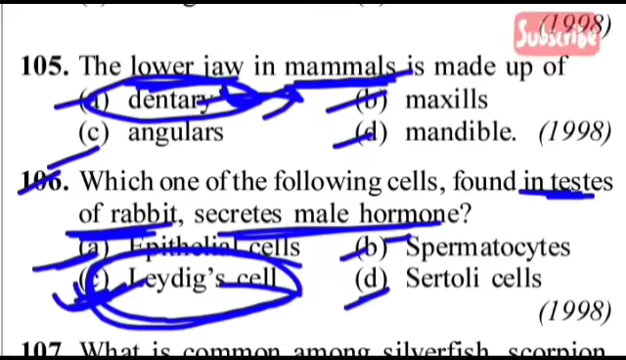 (1998)
Subscribe
105. The lower jaw in mammals is made up of
(a) dentary (b) maxills
(c) angulars (d) mandible. (1998)
106. Which one of the following cells, found in testes
of rabbit, secretes male hormone?
(a) Epithelial cells (b) Spermatocytes
(c) Leydig's cell (d) Sertoli cells
(1998)
107. What is common among silverfish, scorpion,